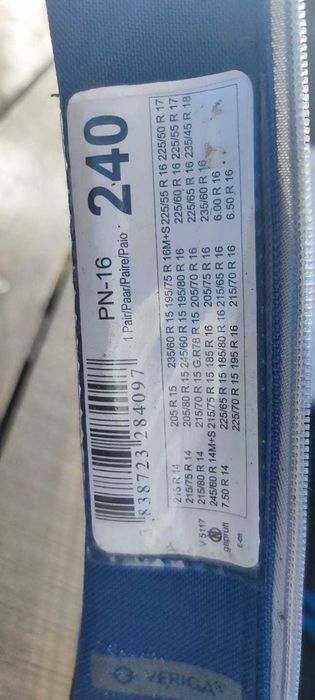 PN-16
1 Pair/Paar/Paire/Paio ·
240
3 838723 284097
215 R 14
215/75 R 14
215/80 R 14
245/60 R 14M+S
7.50 R 14
205 R 15
205/80 R 15
215/70 R 15
215/75 R 15
225/65 R 15
225/70 R 15
235/60 R 15
245/60 R 15
G.R78 R 15
185 R 16
185/80 R 16
195 R 16
195/75 R 16M+S
195/80 R 16
205/70 R 16
205/75 R 16
215/65 R 16
215/70 R 16
225/55 R 16
225/60 R 16
225/65 R 16
235/60 R 16
6.00 R 16
6.50 R 16
225/50 R 17
225/55 R 17
235/45 R 18
V 5117
geprüft
VERIGA®